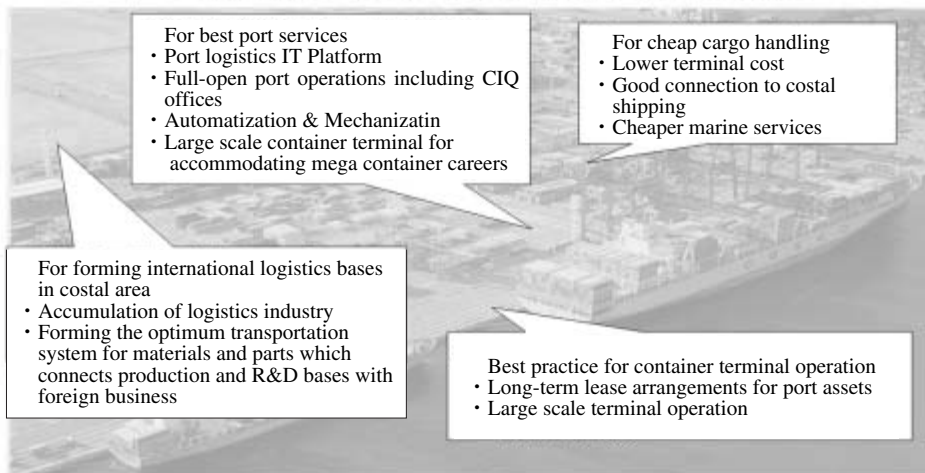 For best port services
・Port logistics IT Platform
・Full-open port operations including CIQ
offices
・Automatization & Mechanizatin
・Large scale container terminal for
accommodating mega container careers
For cheap cargo handling
・Lower terminal cost
・Good connection to costal
shipping
・Cheaper marine services
For forming international logistics bases
in costal area
・Accumulation of logistics industry
・Forming the optimum transportation
system for materials and parts which
connects production and R&D bases with
foreign business
Best practice for container terminal operation
・Long-term lease arrangements for port assets
・Large scale terminal operation